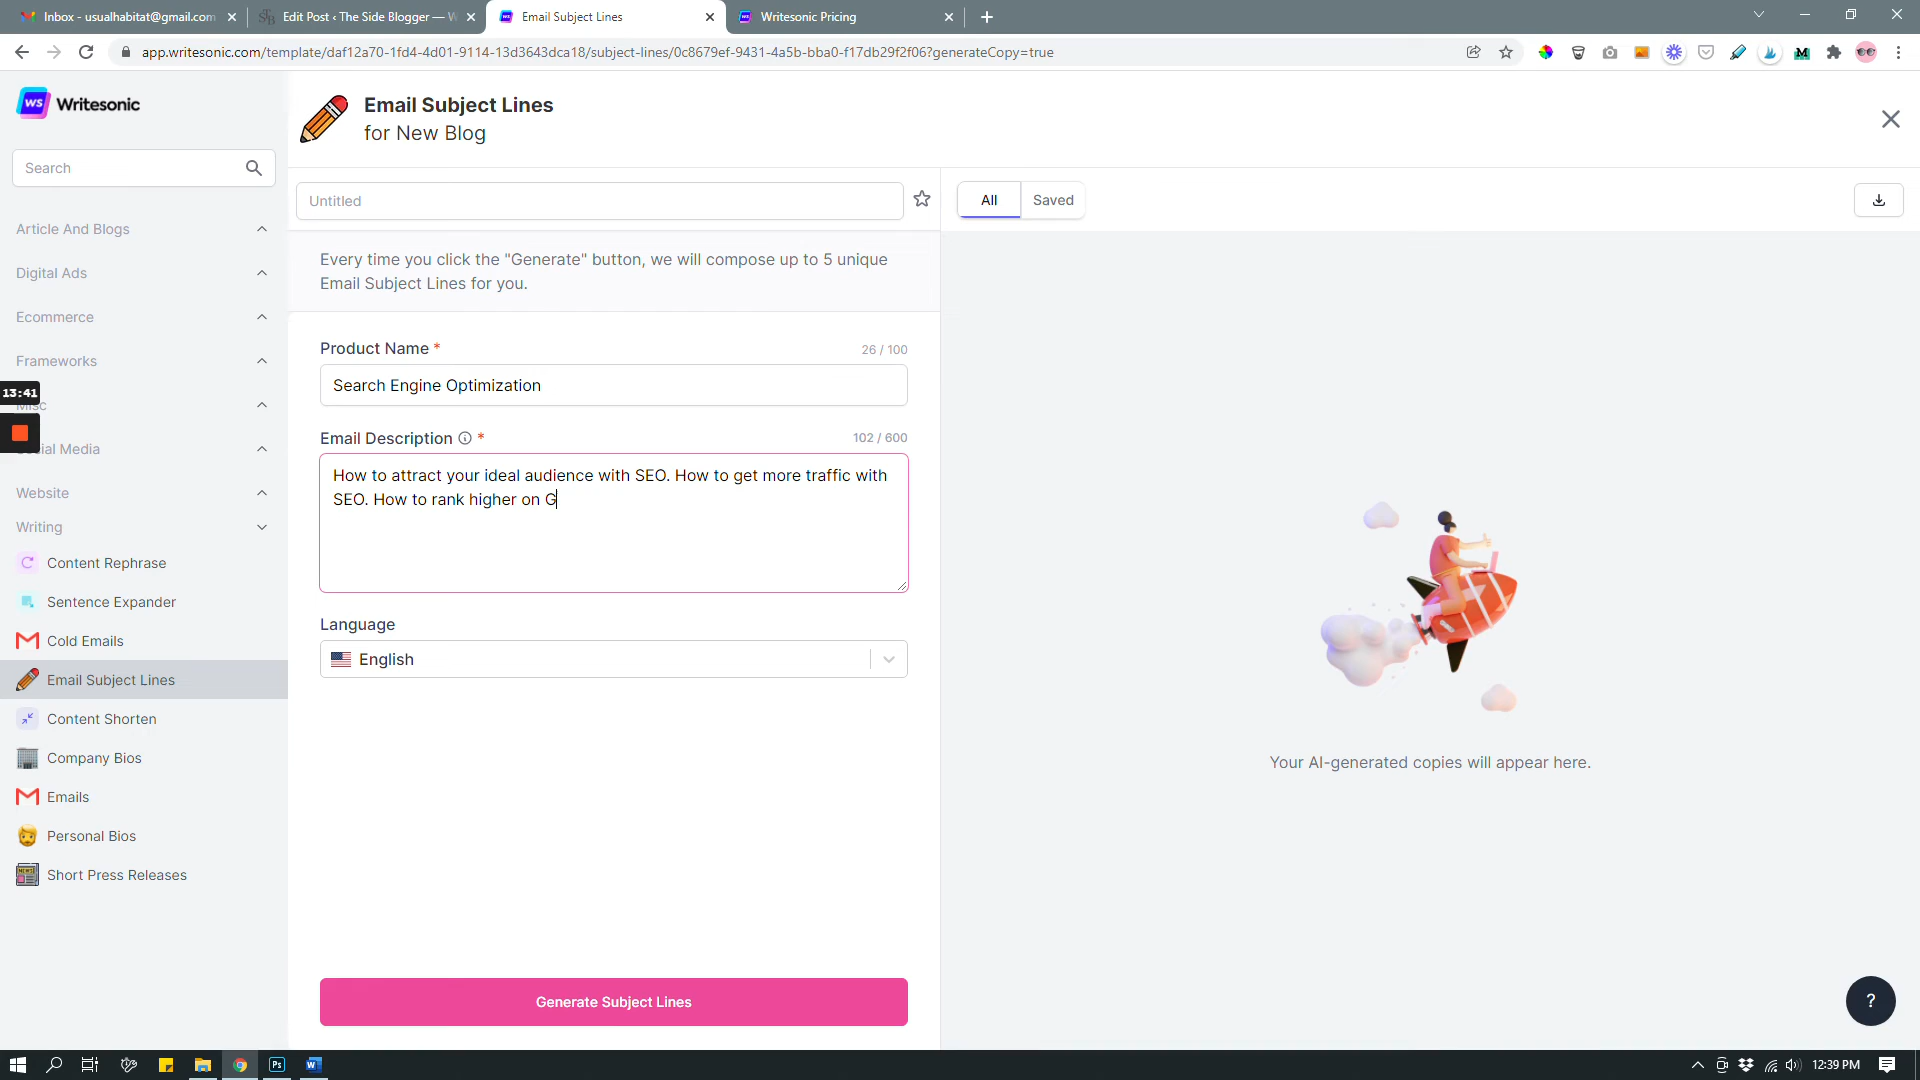 Inbox - usualhabitat@gmail.com
Edit Post ‹ The Side Blogger — W
Email Subject Lines
Writesonic Pricing
app.writesonic.com/template/daf12a70-1fd4-4d01-9114-13d3643dca18/subject-lines/0c8679ef-9431-4a5b-bba0-f17db29f2f06?generateCopy=true
WS Writesonic
Search
Article And Blogs
Digital Ads
Ecommerce
Frameworks
13:41
Misc
Social Media
Website
Writing
Content Rephrase
Sentence Expander
Cold Emails
Email Subject Lines
Content Shorten
Company Bios
Emails
Personal Bios
Short Press Releases
Email Subject Lines
for New Blog
Untitled
Every time you click the "Generate" button, we will compose up to 5 unique
Email Subject Lines for you.
Product Name *
26 / 100
Search Engine Optimization
Email Description *
102 / 600
How to attract your ideal audience with SEO. How to get more traffic with
SEO. How to rank higher on G
Language
English
Generate Subject Lines
All
Saved
Your AI-generated copies will appear here.
?
Ps
12:39 PM